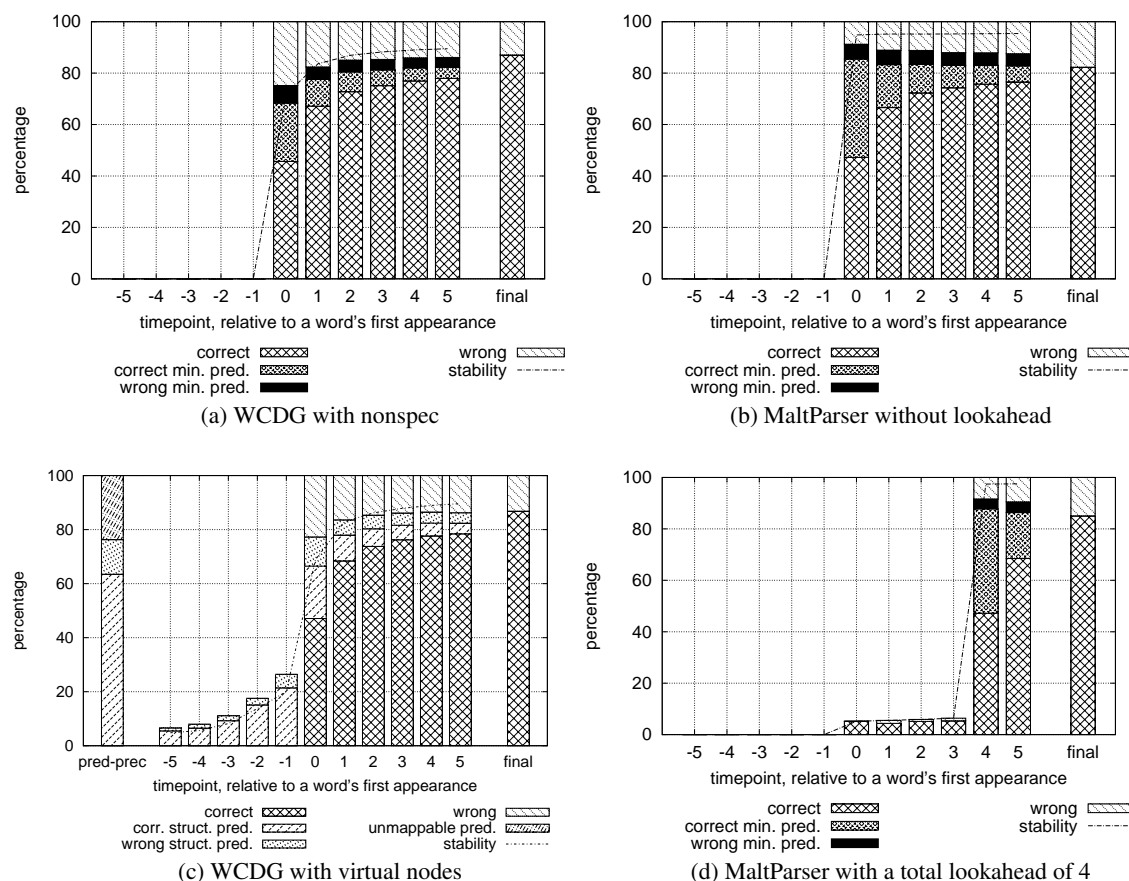 100
80
60
40
20
0
percentage
-5 -4 -3 -2 -1 0 1 2 3 4 5 final
timepoint, relative to a word's first appearance
correct
correct min. pred.
wrong min. pred.
wrong
stability
(a) WCDG with nonspec
100
80
60
40
20
0
percentage
-5 -4 -3 -2 -1 0 1 2 3 4 5 final
timepoint, relative to a word's first appearance
correct
correct min. pred.
wrong min. pred.
wrong
stability
(b) MaltParser without lookahead
100
80
60
40
20
0
percentage
pred-prec -5 -4 -3 -2 -1 0 1 2 3 4 5 final
timepoint, relative to a word's first appearance
correct
corr. struct. pred.
wrong struct. pred.
wrong
unmappable pred.
stability
(c) WCDG with virtual nodes
100
80
60
40
20
0
percentage
-5 -4 -3 -2 -1 0 1 2 3 4 5 final
timepoint, relative to a word's first appearance
correct
correct min. pred.
wrong min. pred.
wrong
stability
(d) MaltParser with a total lookahead of 4